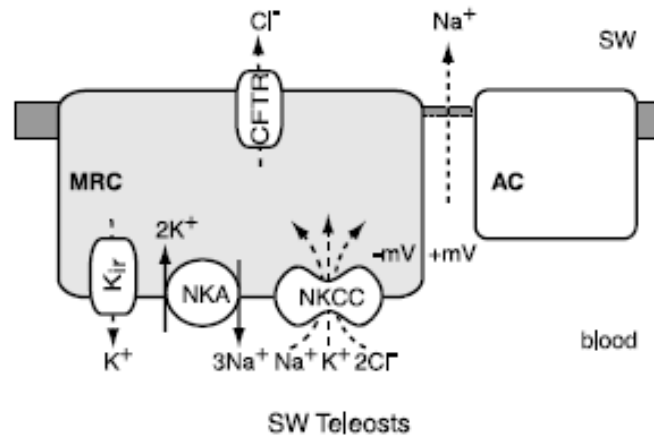 Cl⁻ Na⁺ SW
CFTR
MRC AC
2K⁺ -mV +mV
Kir NKA NKCC
K⁺ 3Na⁺ Na⁺ K⁺ 2Cl⁻ blood
SW Teleosts